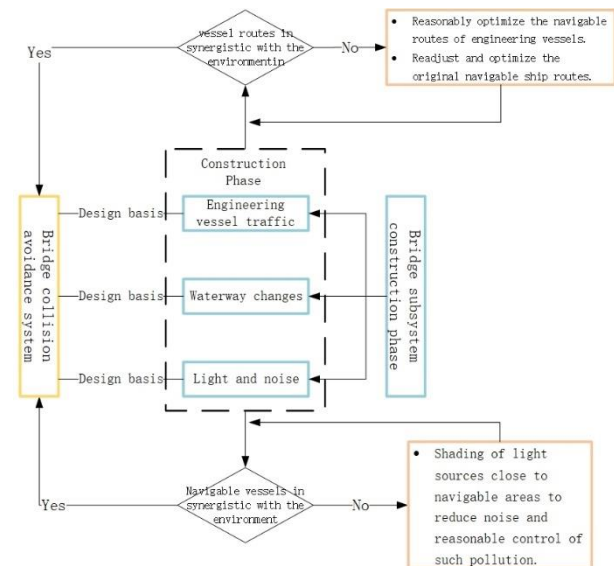 vessel routes in
synergistic with the
environmentin
Yes
No
• Reasonably optimize the navigable
routes of engineering vessels.
• Readjust and optimize the
original navigable ship routes.
Construction
Phase
Bridge collision
avoidance system
Design basis
Engineering
vessel traffic
Design basis
Waterway changes
Design basis
Light and noise
Bridge subsystem
construction phase
Navigable vessels in
synergistic with the
environment
Yes
No
• Shading of light
sources close to
navigable areas to
reduce noise and
reasonable control of
such pollution.